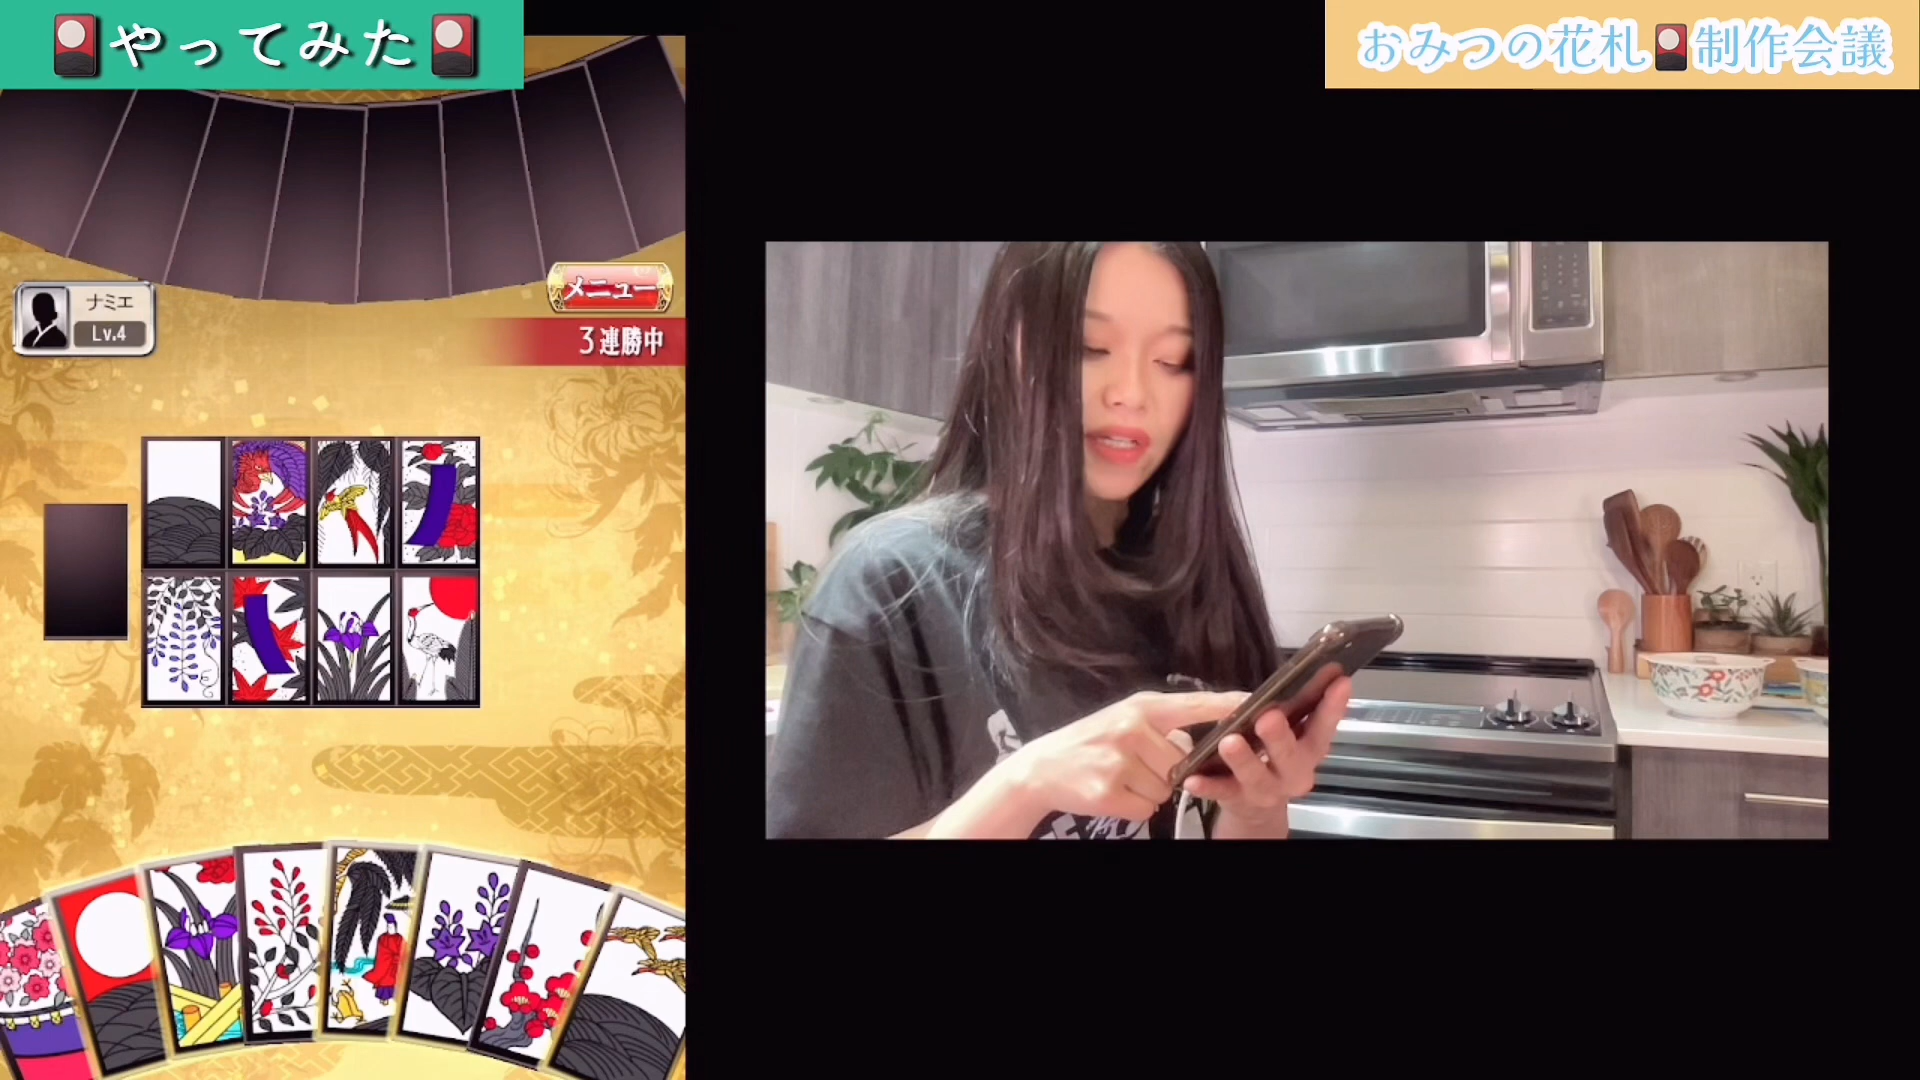 🎴やってみた🎴
おみつの花札🎴制作会議
メニュー
3連勝中
ナミエ
Lv.4